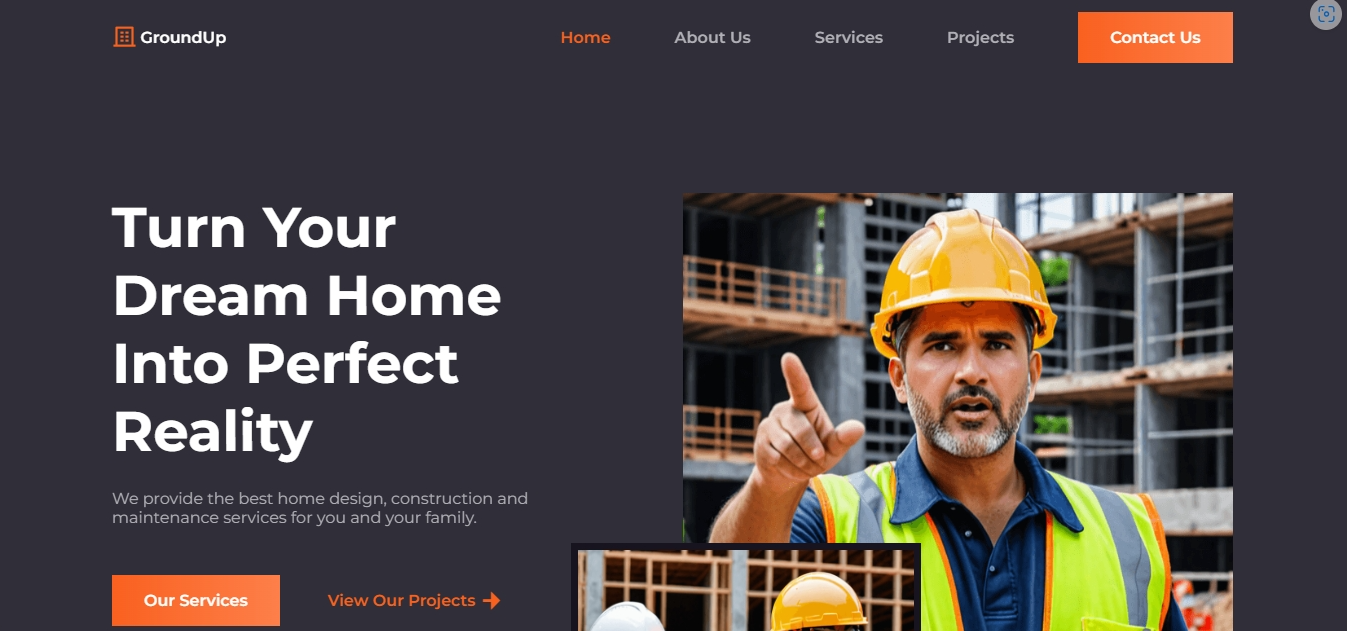 GroundUp
Home
About Us
Services
Projects
Contact Us
Turn Your
Dream Home
Into Perfect
Reality
We provide the best home design, construction and
maintenance services for you and your family.
Our Services
View Our Projects